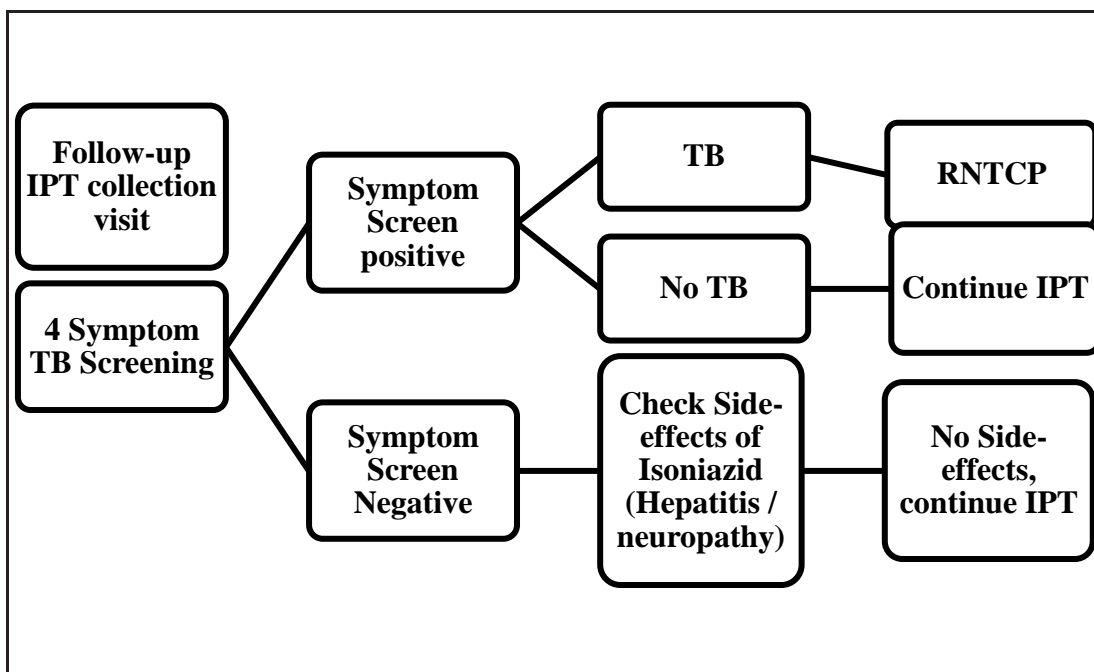 Follow-up
IPT collection
visit
4 Symptom
TB Screening
Symptom
Screen
positive
TB
RNTCP
No TB
Continue IPT
Symptom
Screen
Negative
Check Side-
effects of
Isoniazid
(Hepatitis /
neuropathy)
No Side-
effects,
continue IPT